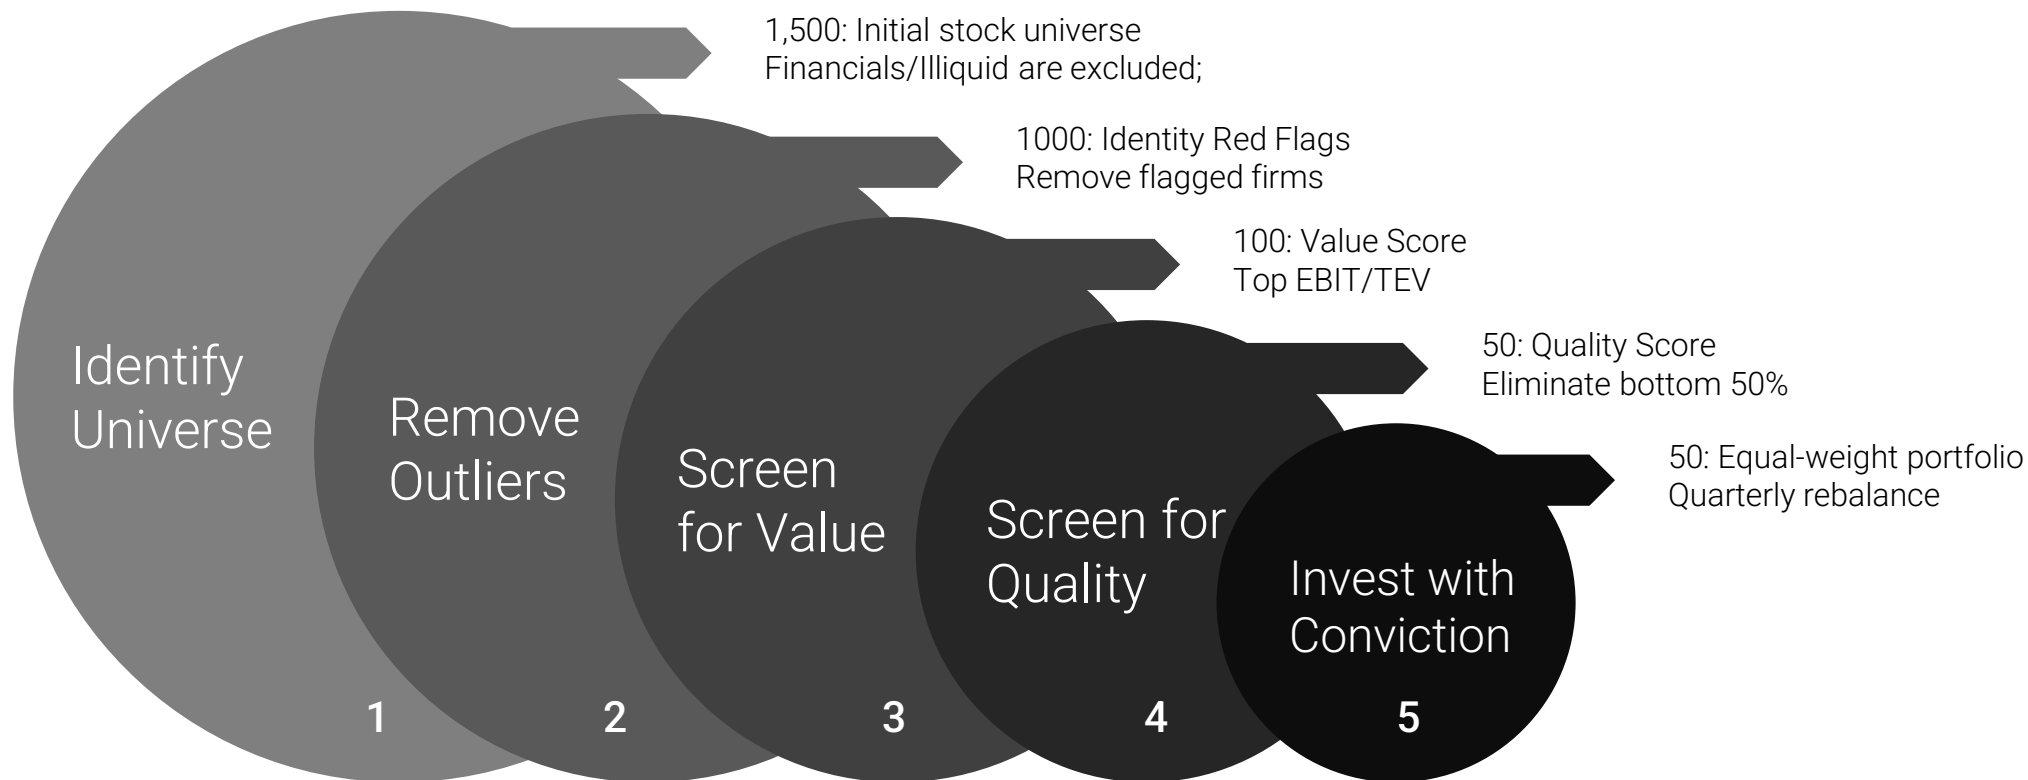 1,500: Initial stock universe
Financials/Illiquid are excluded;
1000: Identity Red Flags
Remove flagged firms
100: Value Score
Top EBIT/TEV
50: Quality Score
Eliminate bottom 50%
50: Equal-weight portfolio
Quarterly rebalance
Identify
Universe
1
Remove
Outliers
2
Screen
for Value
3
Screen for
Quality
4
Invest with
Conviction
5